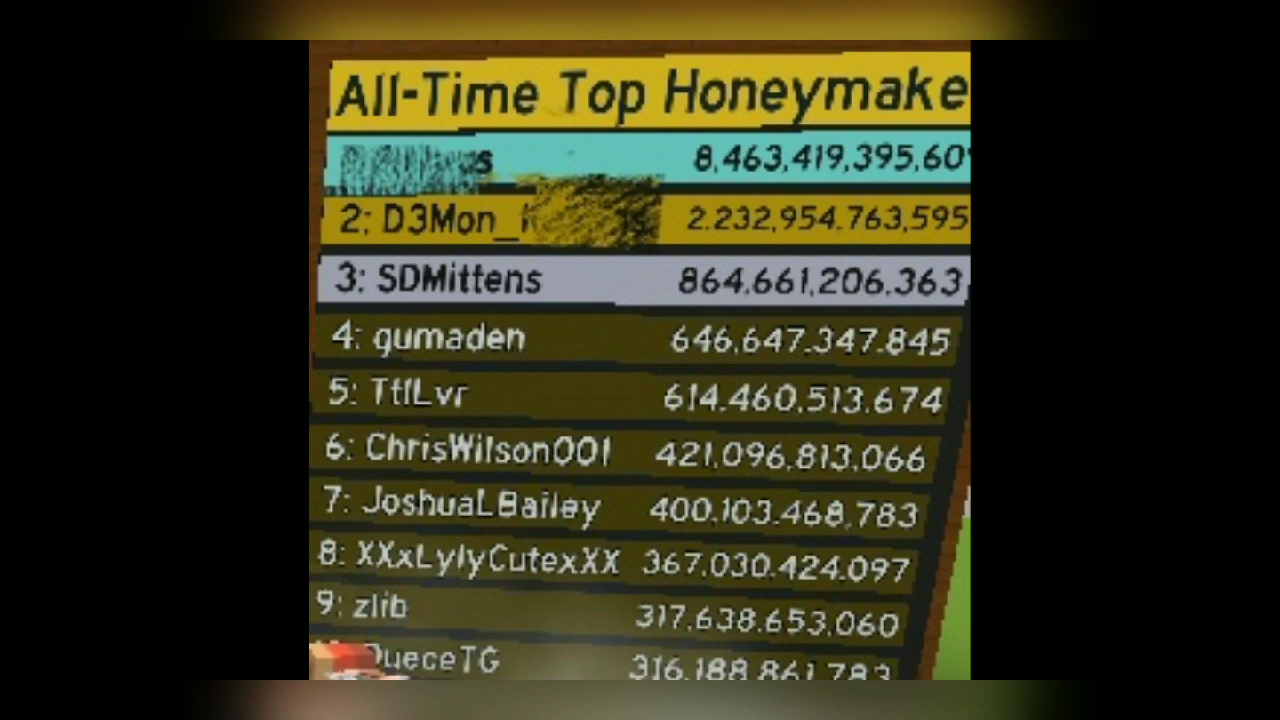 All-Time Top Honeymake
8,463,419,395,60
2: D3Mon_ 2.232,954.763,595
3: SDMittens 864,661,206,363
4: gumaden 646,647,347.845
5: TtfLvr 614.460,513,674
6: ChrisWilson001 421,096,813,066
7: JoshuaLBailey 400,103,468,783
8: XXxLylyCutexXX 367,030,424,097
9: zlib 317,638,653,060
QueceTG 316,188,861,783